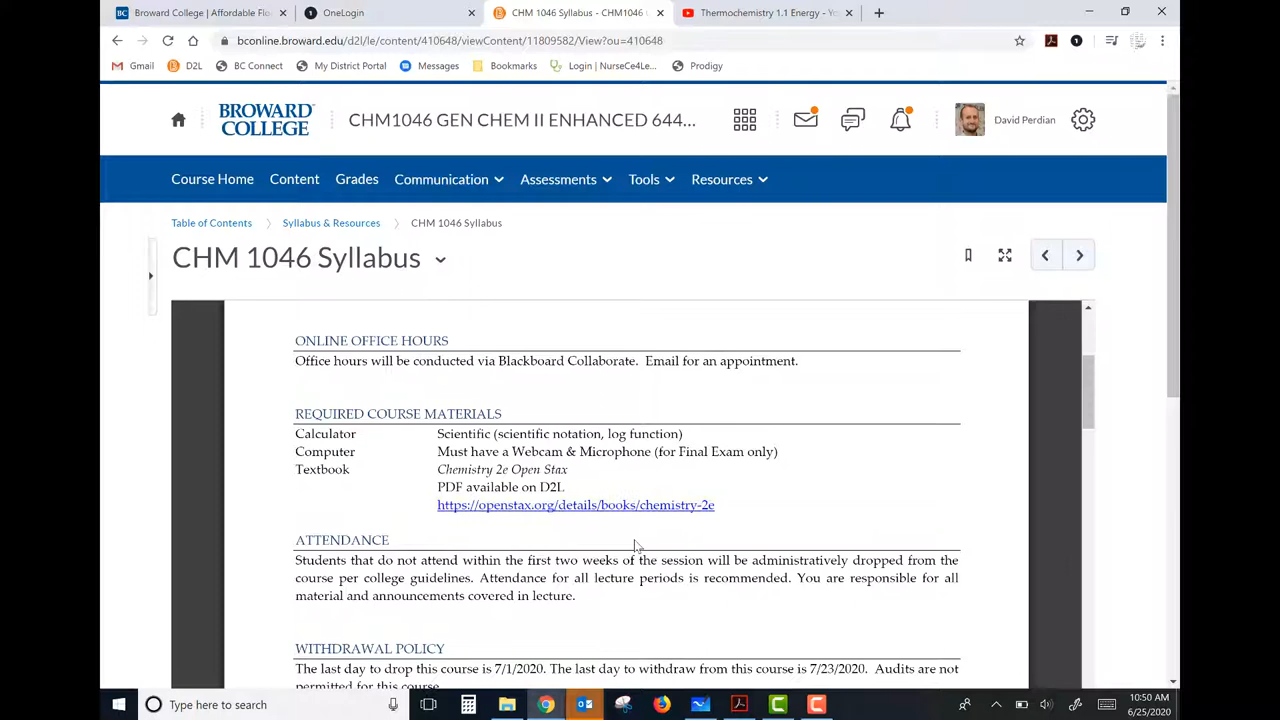 Broward College | Affordable Flo
OneLogin
CHM 1046 Syllabus - CHM1046 G
Thermochemistry 1.1 Energy - Yo
bconline.broward.edu/d2l/le/content/410648/viewContent/11809582/View?ou=410648
Gmail
D2L
BC Connect
My District Portal
Messages
Bookmarks
Login | NurseCe4Le...
Prodigy
BROWARD COLLEGE
CHM1046 GEN CHEM II ENHANCED 644...
David Perdian
Course Home
Content
Grades
Communication
Assessments
Tools
Resources
Table of Contents
Syllabus & Resources
CHM 1046 Syllabus
CHM 1046 Syllabus
ONLINE OFFICE HOURS
Office hours will be conducted via Blackboard Collaborate. Email for an appointment.
REQUIRED COURSE MATERIALS
Calculator Scientific (scientific notation, log function)
Computer Must have a Webcam & Microphone (for Final Exam only)
Textbook Chemistry 2e Open Stax
PDF available on D2L
https://openstax.org/details/books/chemistry-2e
ATTENDANCE
Students that do not attend within the first two weeks of the session will be administratively dropped from the
course per college guidelines. Attendance for all lecture periods is recommended. You are responsible for all
material and announcements covered in lecture.
WITHDRAWAL POLICY
The last day to drop this course is 7/1/2020. The last day to withdraw from this course is 7/23/2020. Audits are not
permitted for this course.
Type here to search
10:50 AM
6/25/2020